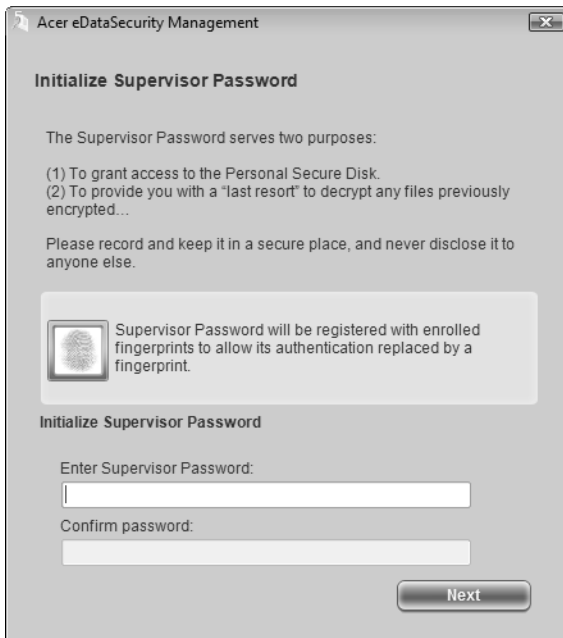 Acer eDataSecurity Management
Initialize Supervisor Password
The Supervisor Password serves two purposes:
(1) To grant access to the Personal Secure Disk.
(2) To provide you with a “last resort” to decrypt any files previously
encrypted...
Please record and keep it in a secure place, and never disclose it to
anyone else.
Supervisor Password will be registered with enrolled
fingerprints to allow its authentication replaced by a
fingerprint.
Initialize Supervisor Password
Enter Supervisor Password:
Confirm password:
Next